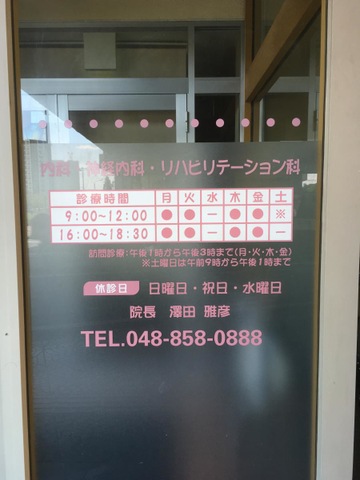 内科・神経内科・リハビリテーション科
診療時間 月 火 水 木 金 土
9:00~12:00 ● ● ー ● ● ※
16:00~18:30 ● ● ー ● ● ー
訪問診療:午後1時から午後3時まで(月・火・木・金)
※土曜日は午前9時から午後1時まで
休診日 日曜日・祝日・水曜日
院長 澤田 雅彦
TEL.048-858-0888